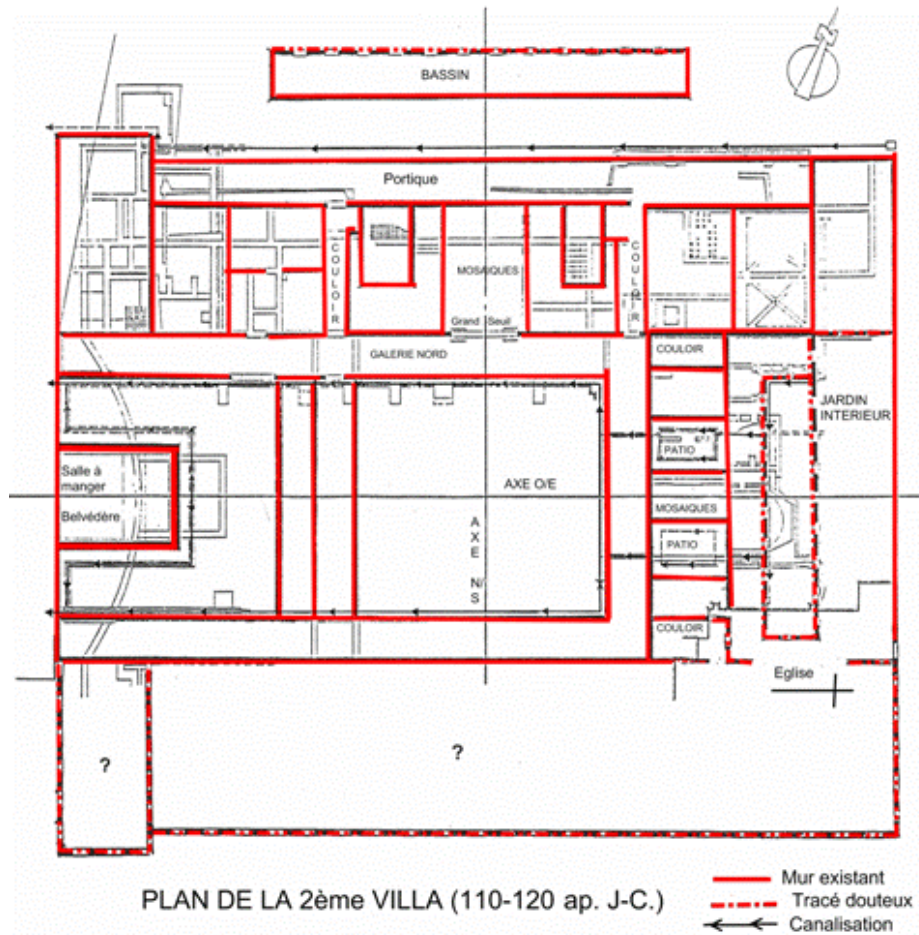 BASSIN
Portique
COULOIR
MOSAIQUES
COULOIR
Grand Seuil
GALERIE NORD
COULOIR
JARDIN
INTERIEUR
PATIO
Salle à
manger
Belvédère
AXE O/E
MOSAIQUES
AXE N/S
PATIO
COULOIR
Eglise
?
?
PLAN DE LA 2ème VILLA (110-120 ap. J-C.)
Mur existant
Tracé douteux
Canalisation